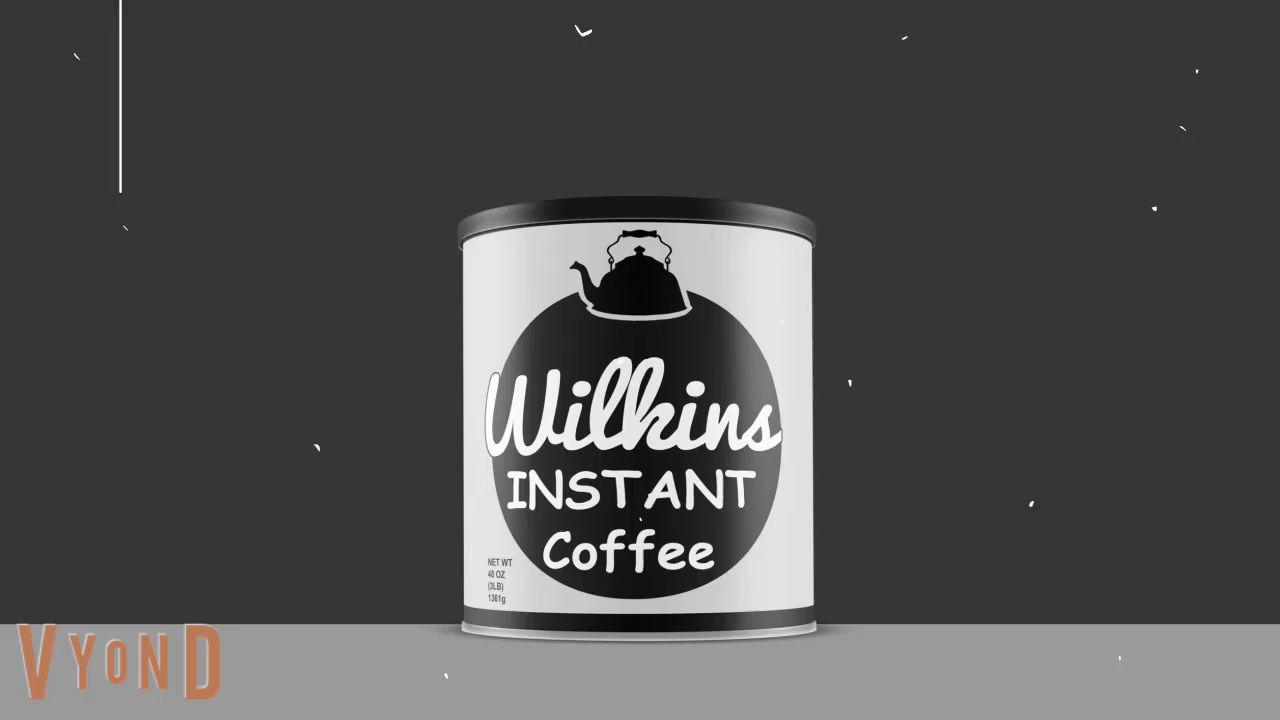 Wilkins
INSTANT
Coffee
NET WT
48 OZ
(3LB)
1361g
VYOND